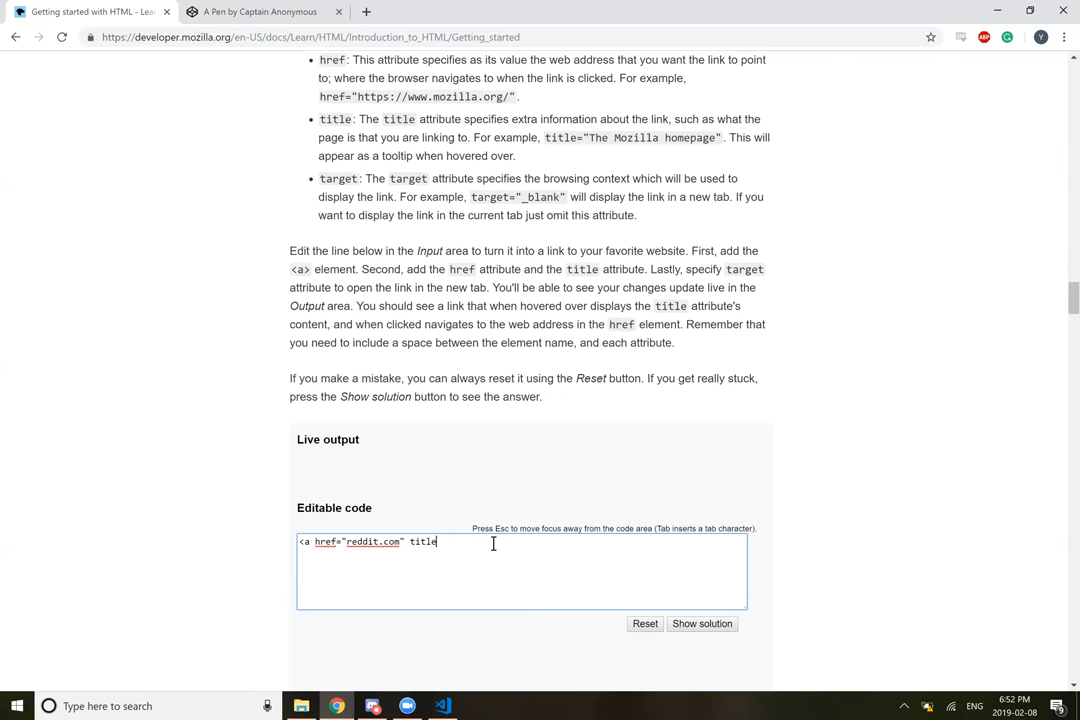 Getting started with HTML - Lea
A Pen by Captain Anonymous
https://developer.mozilla.org/en-US/docs/Learn/HTML/Introduction_to_HTML/Getting_started
ABP
G
Y
• href: This attribute specifies as its value the web address that you want the link to point
to; where the browser navigates to when the link is clicked. For example,
href="https://www.mozilla.org/".
• title: The title attribute specifies extra information about the link, such as what the
page is that you are linking to. For example, title="The Mozilla homepage". This will
appear as a tooltip when hovered over.
• target: The target attribute specifies the browsing context which will be used to
display the link. For example, target="_blank" will display the link in a new tab. If you
want to display the link in the current tab just omit this attribute.
Edit the line below in the Input area to turn it into a link to your favorite website. First, add the
<a> element. Second, add the href attribute and the title attribute. Lastly, specify target
attribute to open the link in the new tab. You'll be able to see your changes update live in the
Output area. You should see a link that when hovered over displays the title attribute's
content, and when clicked navigates to the web address in the href element. Remember that
you need to include a space between the element name, and each attribute.
If you make a mistake, you can always reset it using the Reset button. If you get really stuck,
press the Show solution button to see the answer.
Live output
Editable code
Press Esc to move focus away from the code area (Tab inserts a tab character).
<a href="reddit.com" title
Reset Show solution
Type here to search
ENG
6:52 PM
2019-02-08
9